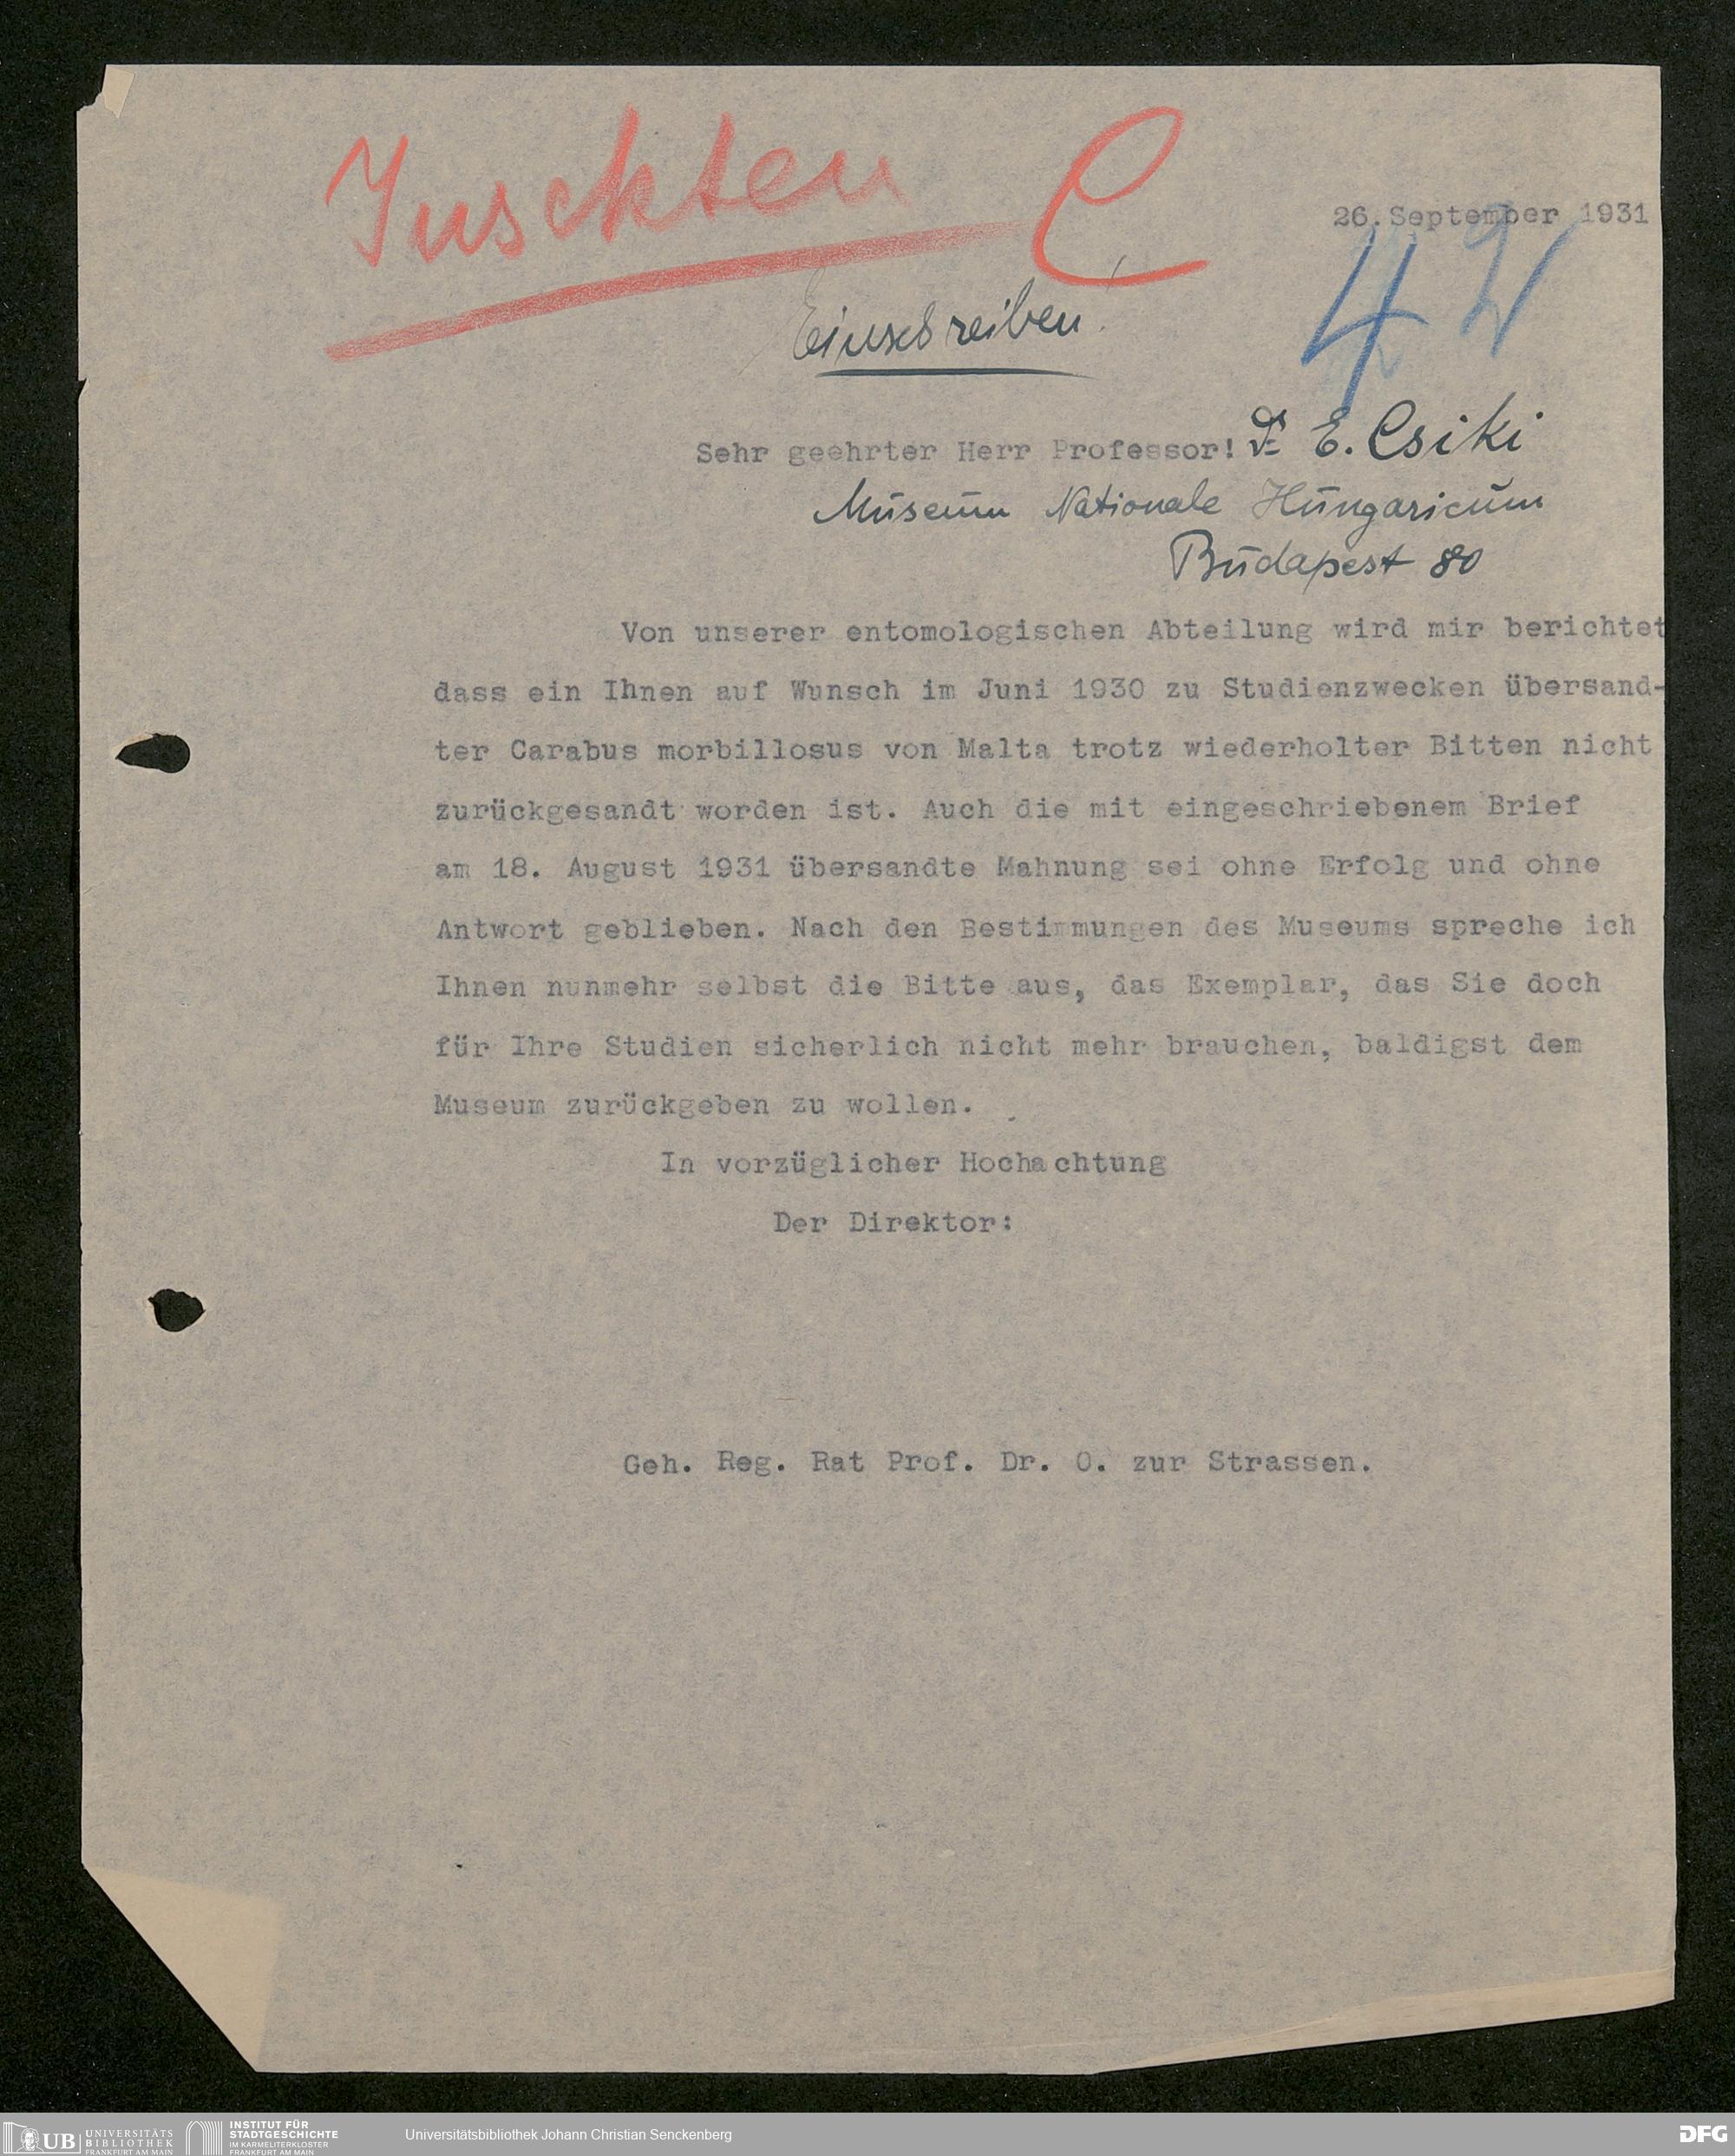 Insekten C
26.September 1931
42
Einschreiben!
Sehr geehrter Herr Professor! Dr. E. Csiki
Museum Nationale Hungaricum
Budapest 80
Von unserer entomologischen Abteilung wird mir berichtet
dass ein Ihnen auf Wunsch im Juni 1930 zu Studienzwecken übersand-
ter Carabus morbillosus von Malta trotz wiederholter Bitten nicht
zurückgesandt worden ist. Auch die mit eingeschriebenem Brief
am 18. August 1931 übersandte Mahnung sei ohne Erfolg und ohne
Antwort geblieben. Nach den Bestimmungen des Museums spreche ich
Ihnen nunmehr selbst die Bitte aus, das Exemplar, das Sie doch
für Ihre Studien sicherlich nicht mehr brauchen, baldigst dem
Museum zurückgeben zu wollen.
In vorzüglicher Hochachtung
Der Direktor:
Geh. Reg. Rat Prof. Dr. O. zur Strassen.
UB UNIVERSITÄTS
BIBLIOTHEK
FRANKFURT AM MAIN
INSTITUT FÜR
STADTGESCHICHTE
IM KARMELITERKLOSTER
FRANKFURT AM MAIN
Universitätsbibliothek Johann Christian Senckenberg
DFG